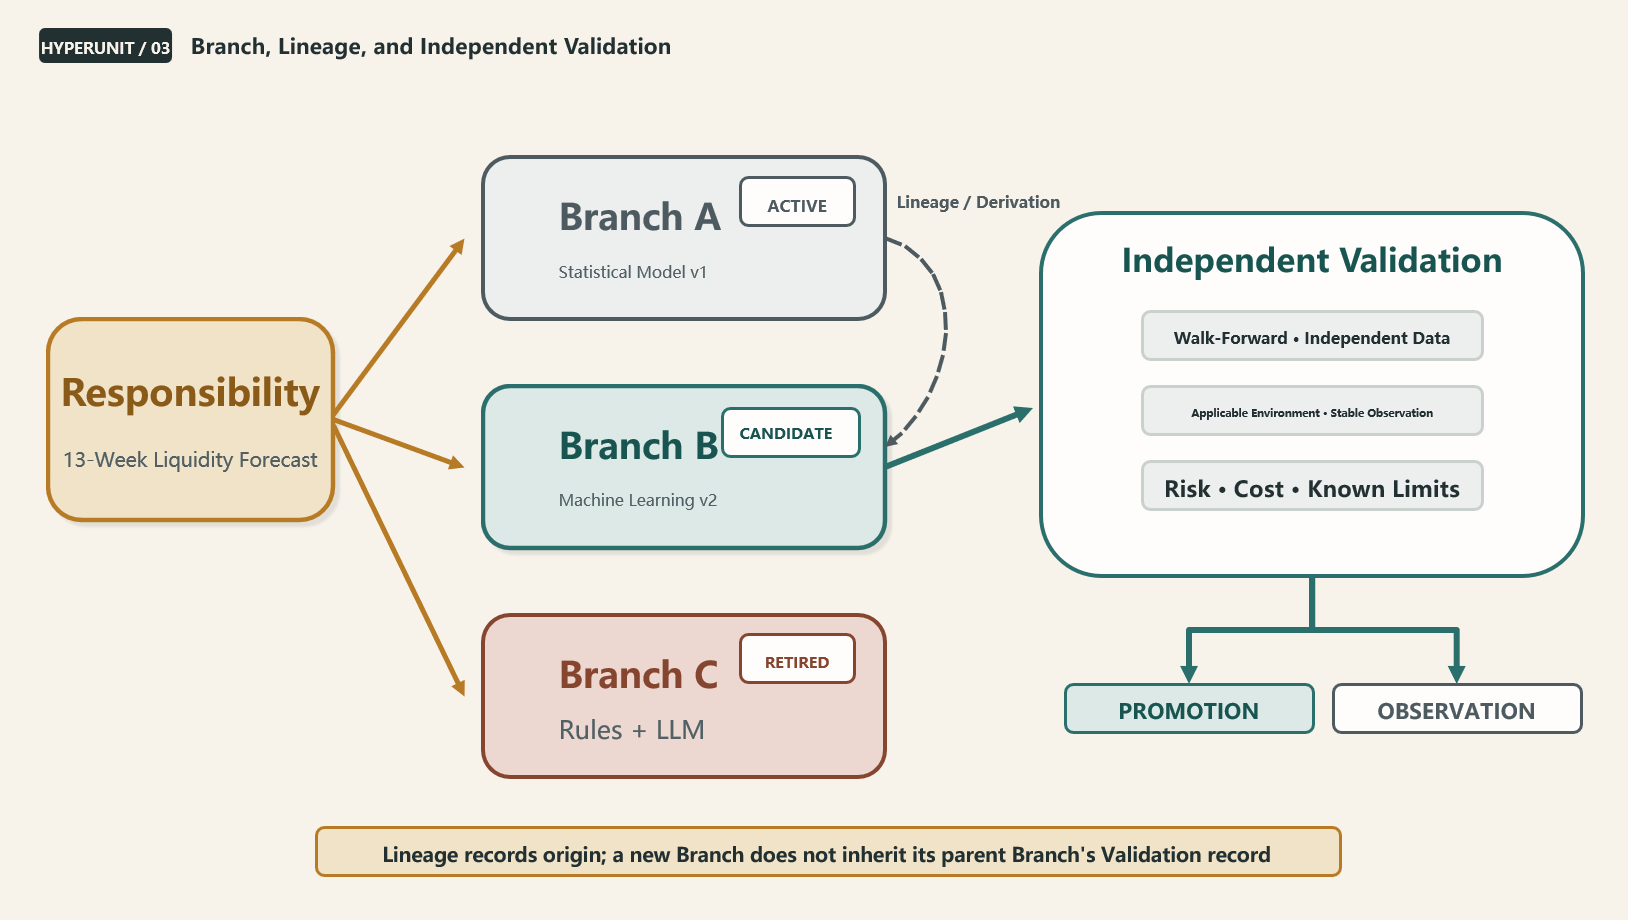 HYPERUNIT / 03
Branch, Lineage, and Independent Validation
Responsibility
13-Week Liquidity Forecast
Branch A
ACTIVE
Statistical Model v1
Lineage / Derivation
Branch B
CANDIDATE
Machine Learning v2
Branch C
RETIRED
Rules + LLM
Independent Validation
Walk-Forward • Independent Data
Applicable Environment • Stable Observation
Risk • Cost • Known Limits
PROMOTION
OBSERVATION
Lineage records origin; a new Branch does not inherit its parent Branch's Validation record